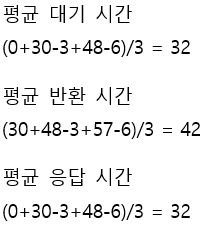 평균 대기 시간
(0+30-3+48-6)/3 = 32
평균 반환 시간
(30+48-3+57-6)/3 = 42
평균 응답 시간
(0+30-3+48-6)/3 = 32